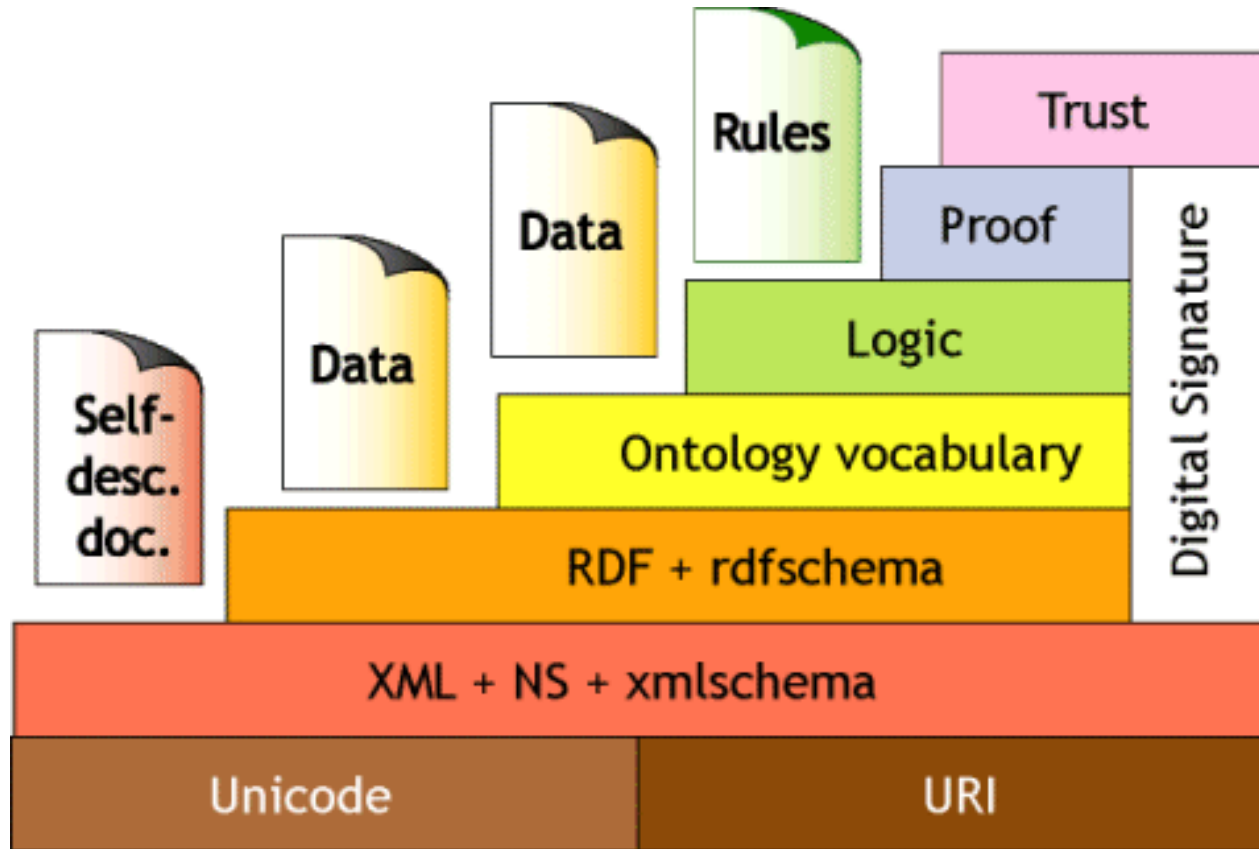 Rules
Trust
Data
Proof
Data
Logic
Self-
desc.
doc.
Ontology vocabulary
Digital Signature
RDF + rdfschema
XML + NS + xmlschema
Unicode
URI